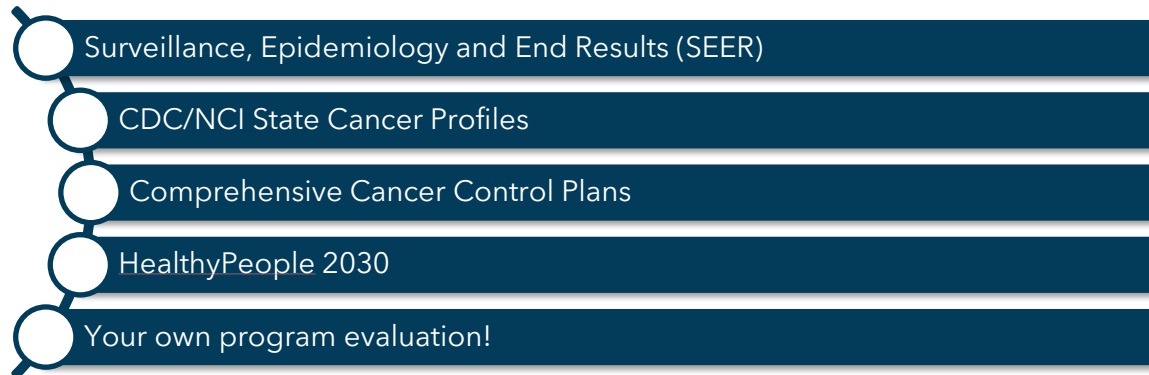 Surveillance, Epidemiology and End Results (SEER)
CDC/NCI State Cancer Profiles
Comprehensive Cancer Control Plans
HealthyPeople 2030
Your own program evaluation!